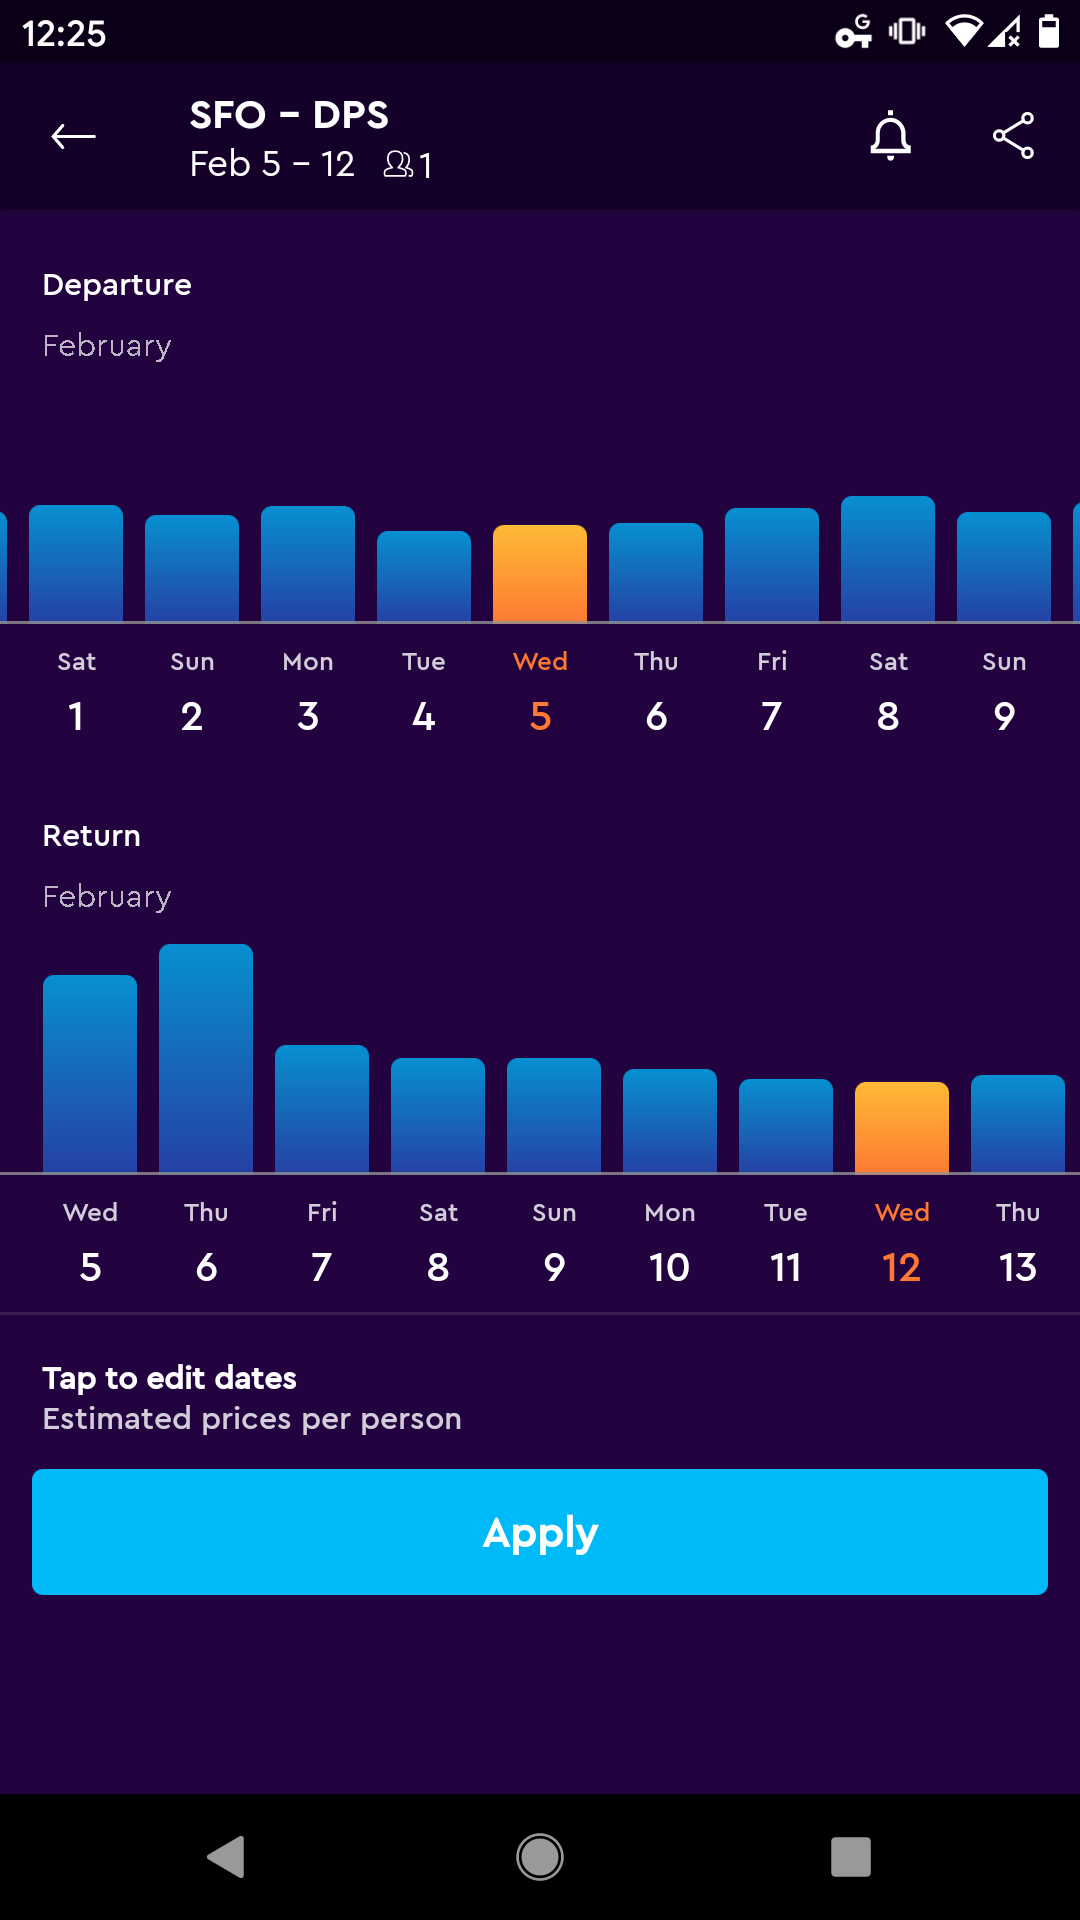 12:25
G
SFO – DPS
Feb 5 – 12 1
Departure
February
Sat Sun Mon Tue Wed Thu Fri Sat Sun
1 2 3 4 5 6 7 8 9
Return
February
Wed Thu Fri Sat Sun Mon Tue Wed Thu
5 6 7 8 9 10 11 12 13
Tap to edit dates
Estimated prices per person
Apply